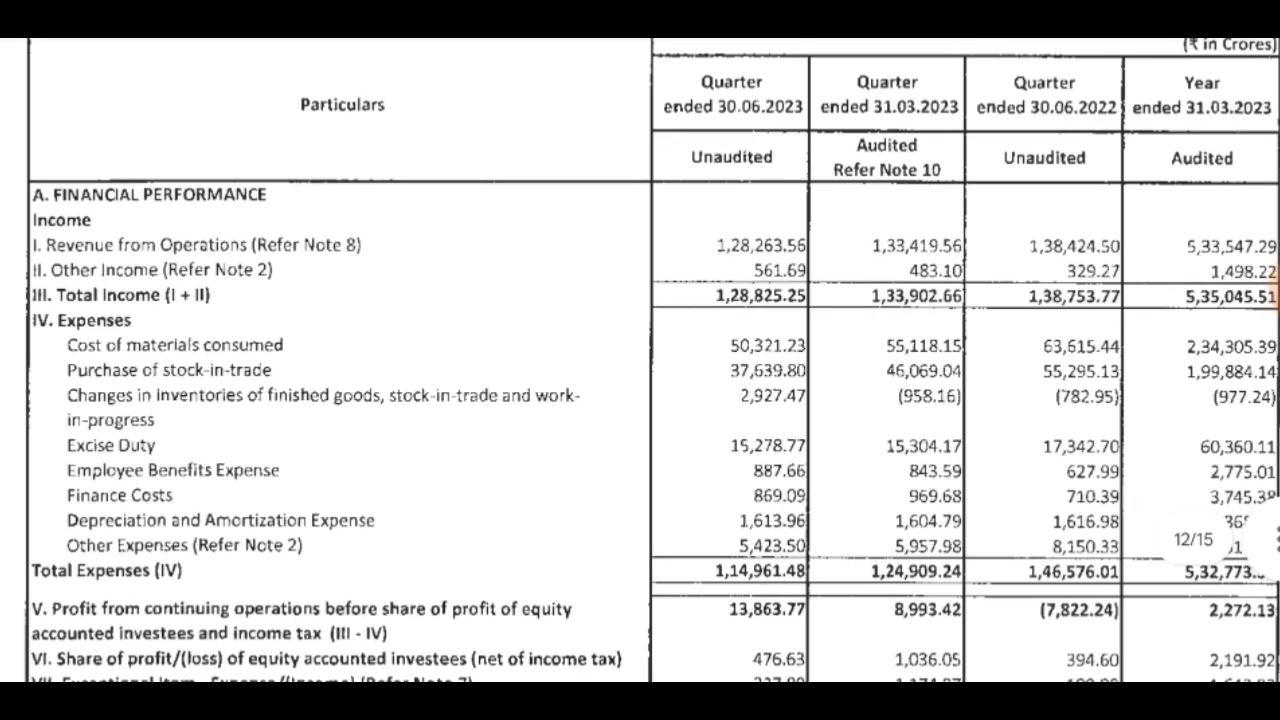 (₹ in Crores)
Particulars Quarter ended 30.06.2023 Quarter ended 31.03.2023 Quarter ended 30.06.2022 Year ended 31.03.2023
Unaudited Audited Refer Note 10 Unaudited Audited
A. FINANCIAL PERFORMANCE
Income
I. Revenue from Operations (Refer Note 8) 1,28,263.56 1,33,419.56 1,38,424.50 5,33,547.29
II. Other Income (Refer Note 2) 561.69 483.10 329.27 1,498.22
III. Total Income (I + II) 1,28,825.25 1,33,902.66 1,38,753.77 5,35,045.51
IV. Expenses
Cost of materials consumed 50,321.23 55,118.15 63,615.44 2,34,305.39
Purchase of stock-in-trade 37,639.80 46,069.04 55,295.13 1,99,884.14
Changes in inventories of finished goods, stock-in-trade and work- 2,927.47 (958.16) (782.95) (977.24)
in-progress
Excise Duty 15,278.77 15,304.17 17,342.70 60,360.11
Employee Benefits Expense 887.66 843.59 627.99 2,775.01
Finance Costs 869.09 969.68 710.39 3,745.38
Depreciation and Amortization Expense 1,613.96 1,604.79 1,616.98
Other Expenses (Refer Note 2) 5,423.50 5,957.98 8,150.33
12/15
Total Expenses (IV) 1,14,961.48 1,24,909.24 1,46,576.01 5,32,773.
V. Profit from continuing operations before share of profit of equity 13,863.77 8,993.42 (7,822.24) 2,272.13
accounted investees and income tax (III - IV)
VI. Share of profit/(loss) of equity accounted investees (net of income tax) 476.63 1,036.05 394.60 2,191.92